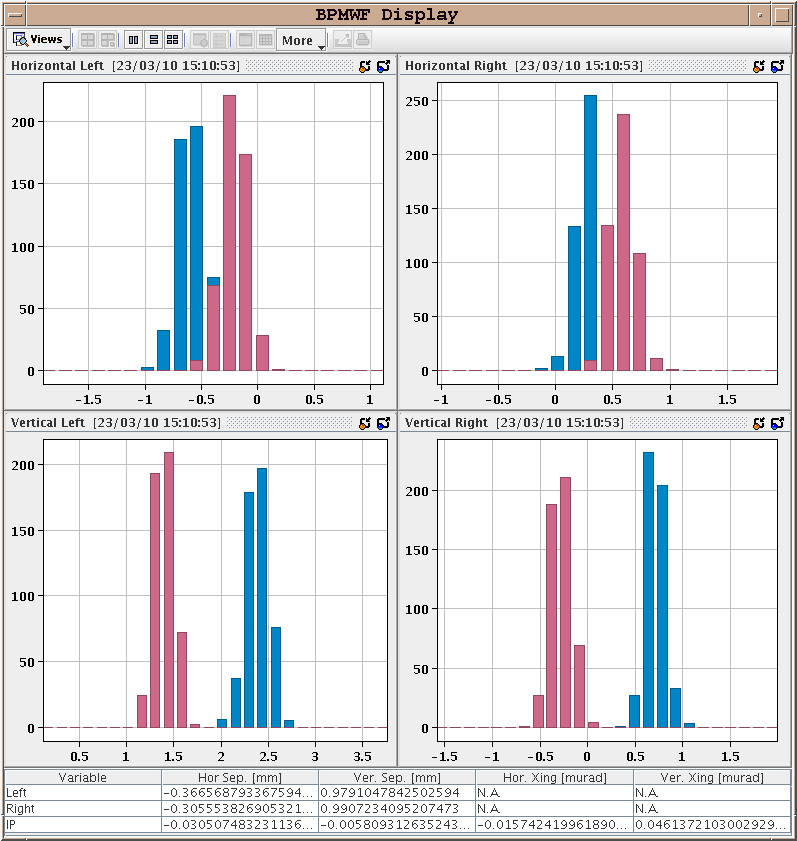 BPMWF Display
Views More
Horizontal Left [23/03/10 15:10:53]
200
150
100
50
0
-1.5 -1 -0.5 0 0.5 1
Horizontal Right [23/03/10 15:10:53]
250
200
150
100
50
0
-1 -0.5 0 0.5 1 1.5
Vertical Left [23/03/10 15:10:53]
200
150
100
50
0
0.5 1 1.5 2 2.5 3 3.5
Vertical Right [23/03/10 15:10:53]
200
150
100
50
0
-1.5 -1 -0.5 0 0.5 1 1.5
Variable Hor Sep. [mm] Ver. Sep. [mm] Hor. Xing [murad] Ver. Xing [murad]
Left -0.366568793367594... 0.9791047842502594 N.A. N.A.
Right -0.305553826905321... 0.9907234095207473 N.A. N.A.
IP -0.030507483231136... -0.005809312635243... -0.015742419961890... 0.0461372103002929...